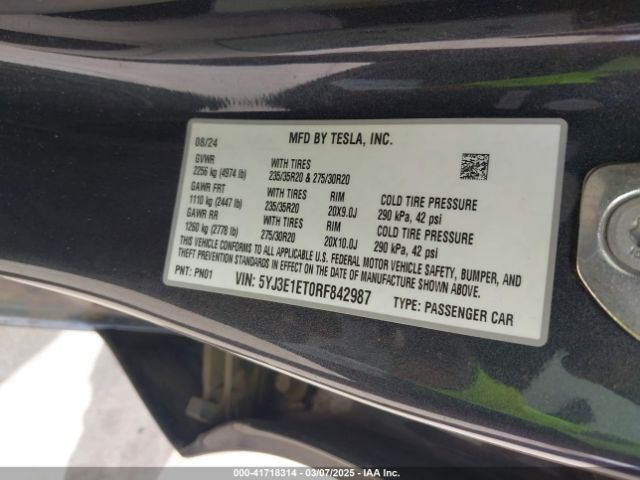 08/24 MFD BY TESLA, INC.
GVWR WITH TIRES
2256 kg (4974 lb) 235/35R20 & 275/30R20
GAWR FRT WITH TIRES RIM COLD TIRE PRESSURE
1110 kg (2447 lb) 235/35R20 20X9.0J 290 kPa, 42 psi
GAWR RR WITH TIRES RIM COLD TIRE PRESSURE
1260 kg (2778 lb) 275/30R20 20X10.0J 290 kPa, 42 psi
THIS VEHICLE CONFORMS TO ALL APPLICABLE U.S. FEDERAL MOTOR VEHICLE SAFETY, BUMPER, AND
THEFT PREVENTION STANDARDS IN EFFECT ON THE DATE OF MANUFACTURE SHOWN ABOVE.
PNT: PN01 VIN: 5YJ3E1ET0RF842987 TYPE: PASSENGER CAR
000-41718314 - 03/07/2025 - IAA Inc.